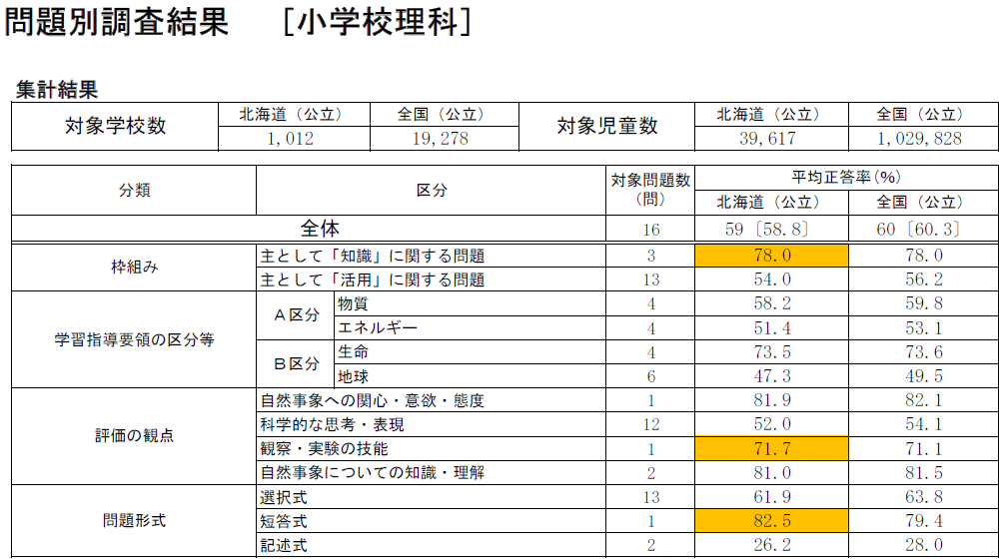 問題別調査結果 [小学校理科]
集計結果
対象学校数 北海道（公立） 全国（公立） 対象児童数 北海道（公立） 全国（公立）
1,012 19,278 39,617 1,029,828
分類 区分 対象問題数（問） 平均正答率(%)
北海道（公立） 全国（公立）
全体 16 59〔58.8〕 60〔60.3〕
枠組み 主として「知識」に関する問題 3 78.0 78.0
主として「活用」に関する問題 13 54.0 56.2
学習指導要領の区分等 Ａ区分 物質 4 58.2 59.8
エネルギー 4 51.4 53.1
Ｂ区分 生命 4 73.5 73.6
地球 6 47.3 49.5
評価の観点 自然事象への関心・意欲・態度 1 81.9 82.1
科学的な思考・表現 12 52.0 54.1
観察・実験の技能 1 71.7 71.1
自然事象についての知識・理解 2 81.0 81.5
問題形式 選択式 13 61.9 63.8
短答式 1 82.5 79.4
記述式 2 26.2 28.0